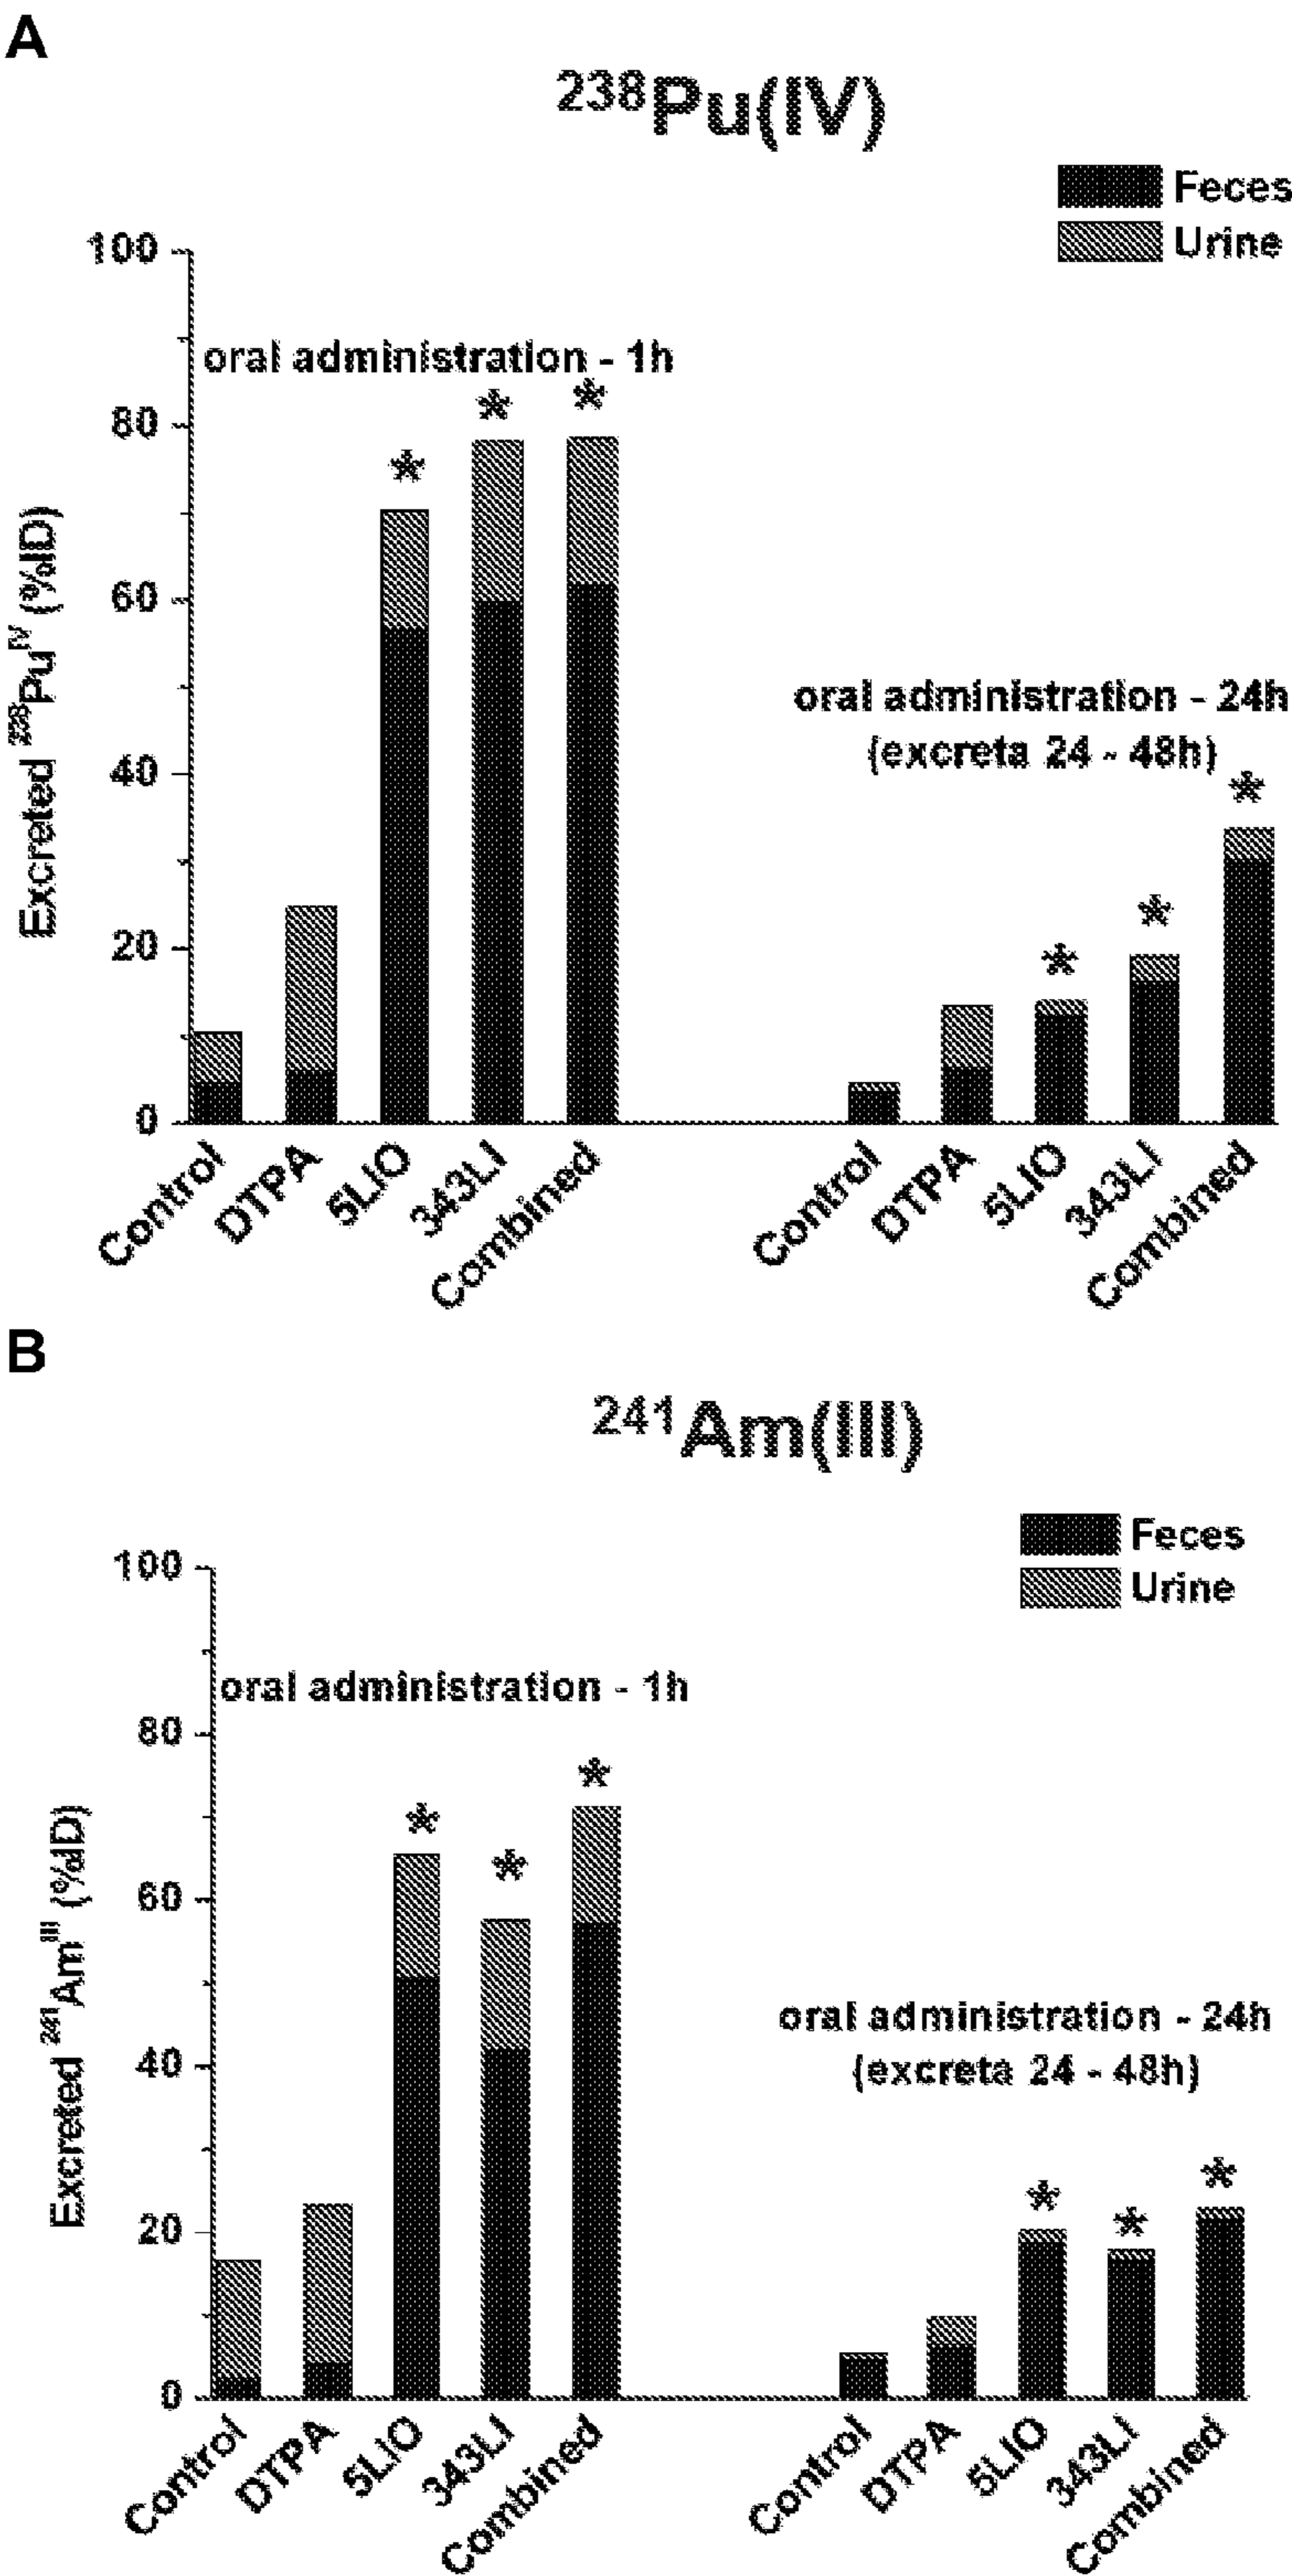 A
²³⁸Pu(IV)
Feces
Urine
100
80
60
40
20
0
Excreted ²³⁸Puᴵⱽ (%ID)
oral administration - 1h
* * *
oral administration - 24h
(excreta 24 - 48h)
* * *
Control DTPA 5LIO 343LI Combined
Control DTPA 5LIO 343LI Combined
B
²⁴¹Am(III)
Feces
Urine
100
80
60
40
20
0
Excreted ²⁴¹Amᴵᴵᴵ (%ID)
oral administration - 1h
* * *
oral administration - 24h
(excreta 24 - 48h)
* * *
Control DTPA 5LIO 343LI Combined
Control DTPA 5LIO 343LI Combined